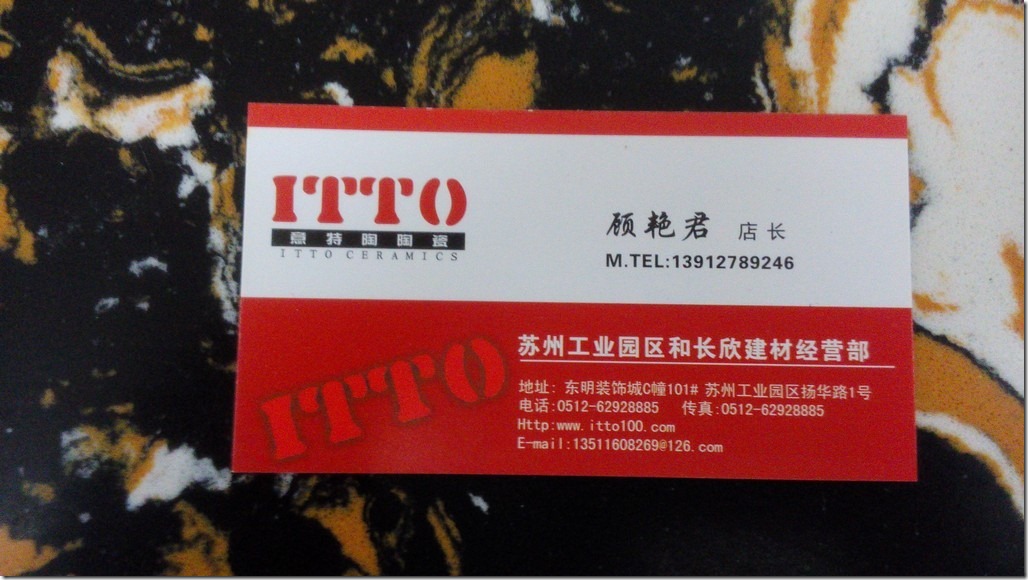 ITTO
意特陶陶瓷
ITTO CERAMICS
顾艳君 店长
M.TEL:13912789246
ITTO
苏州工业园区和长欣建材经营部
地址: 东明装饰城C幢101# 苏州工业园区扬华路1号
电话:0512-62928885 传真:0512-62928885
Http:www.itto100.com
E-mail:13511608269@126.com